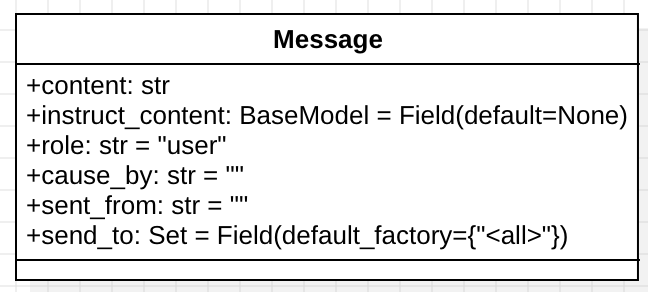 Message
+content: str
+instruct_content: BaseModel = Field(default=None)
+role: str = "user"
+cause_by: str = ""
+sent_from: str = ""
+send_to: Set = Field(default_factory={"<all>"})